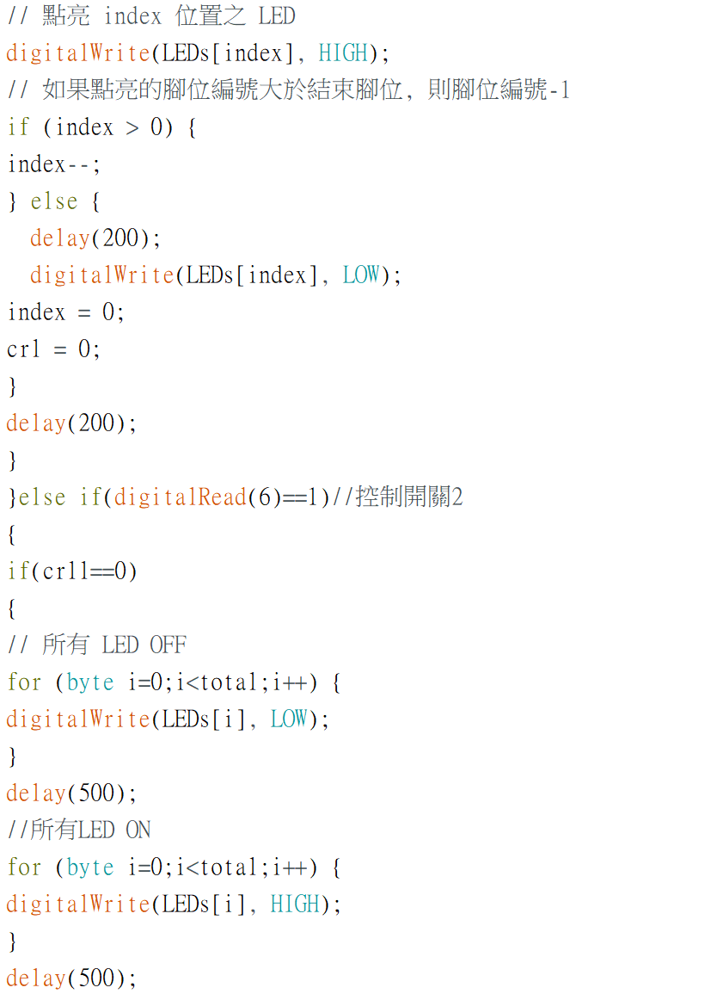 // 點亮 index 位置之 LED
digitalWrite(LEDs[index], HIGH);
// 如果點亮的腳位編號大於結束腳位, 則腳位編號-1
if (index > 0) {
index--;
} else {
  delay(200);
  digitalWrite(LEDs[index], LOW);
index = 0;
crl = 0;
}
delay(200);
}
}else if(digitalRead(6)==1)//控制開關2
{
if(crll==0)
{
// 所有 LED OFF
for (byte i=0;i<total;i++) {
digitalWrite(LEDs[i], LOW);
}
delay(500);
//所有LED ON
for (byte i=0;i<total;i++) {
digitalWrite(LEDs[i], HIGH);
}
delay(500);